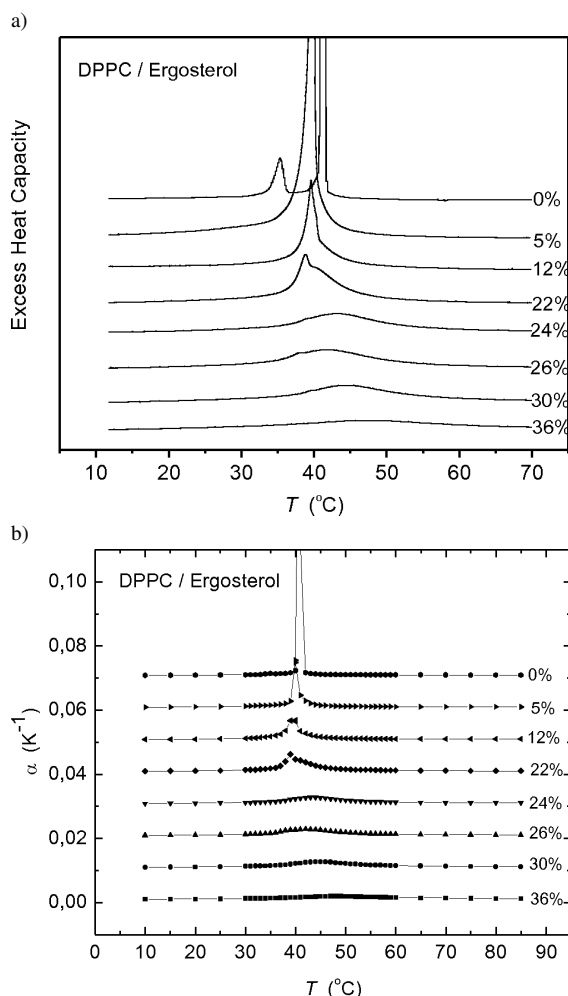 a)
DPPC / Ergosterol
Excess Heat Capacity
0%
5%
12%
22%
24%
26%
30%
36%
10 20 30 40 50 60 70
T (°C)
b)
DPPC / Ergosterol
α (K⁻¹)
0,10
0,08
0,06
0,04
0,02
0,00
0%
5%
12%
22%
24%
26%
30%
36%
0 10 20 30 40 50 60 70 80 90
T (°C)